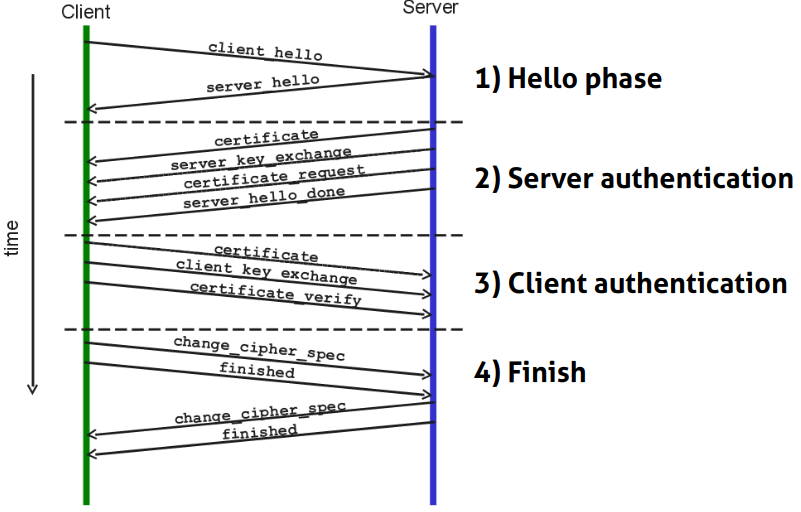 Client
Server
client_hello
server_hello
1) Hello phase
certificate
server_key_exchange
certificate_request
server_hello_done
2) Server authentication
time
certificate
client_key_exchange
certificate_verify
3) Client authentication
change_cipher_spec
finished
4) Finish
change_cipher_spec
finished